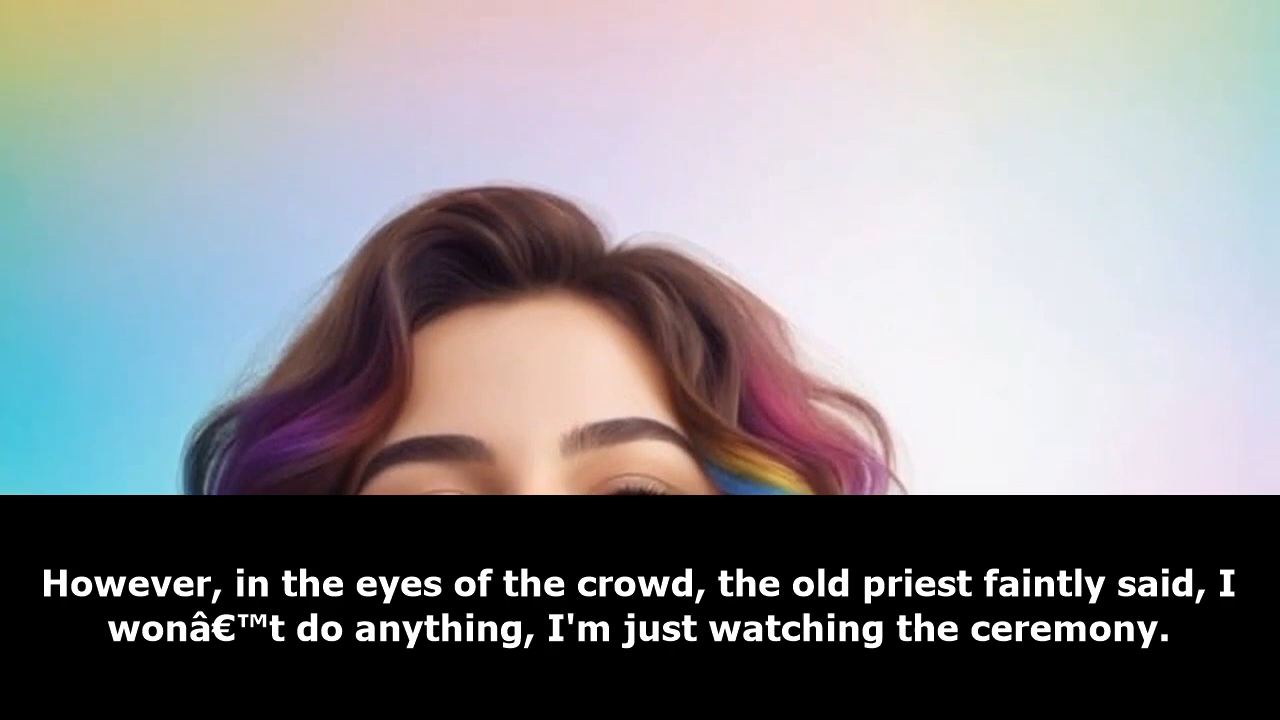 However, in the eyes of the crowd, the old priest faintly said, I
wonâ€™t do anything, I'm just watching the ceremony.